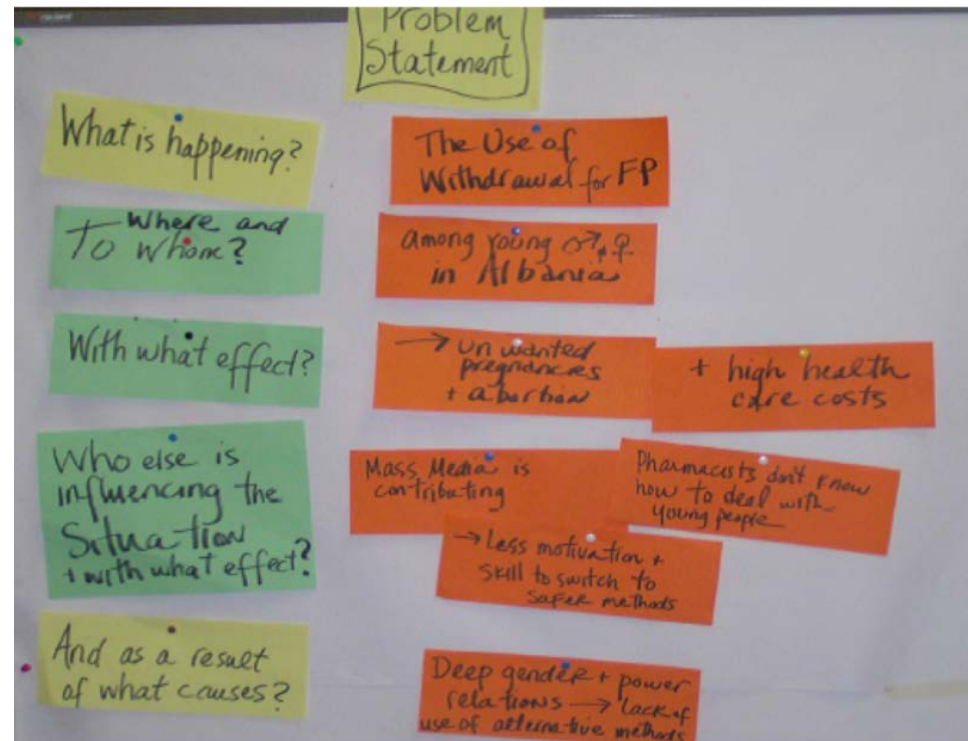 Problem
Statement
What is happening?
The Use of
Withdrawal for FP
Where and
To Whom?
among young ♂, ♀
in Albania
With what effect?
→ unwanted
pregnancies
+ abortion
+ high health
care costs
Who else is
influencing the
Situation
+ with what effect?
Mass Media is
contributing
Pharmacists don't know
how to deal with
young people
→ Less motivation +
skill to switch to
safer methods
And as a result
of what causes?
Deep gender + power
relations → lack of
use of alternative methods